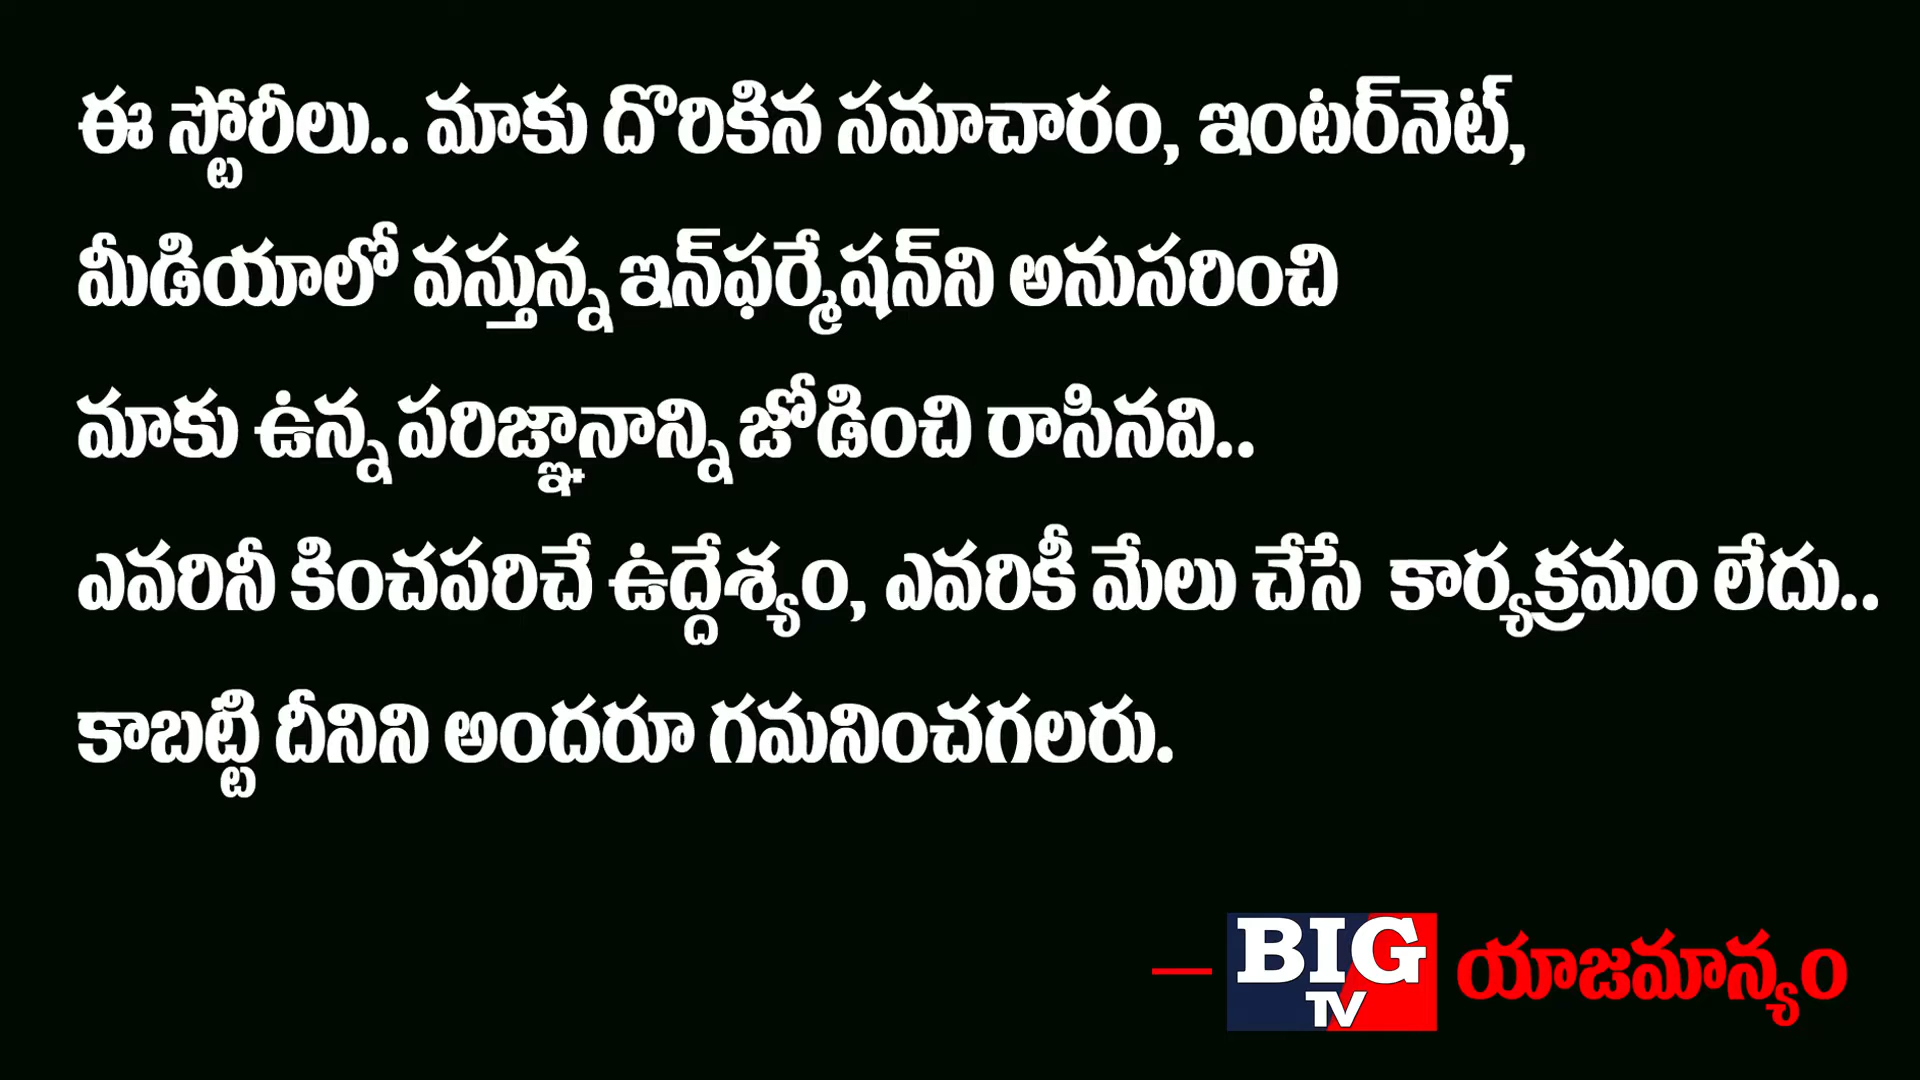 ఈ స్టోరీలు.. మాకు దొరికిన సమాచారం, ఇంటర్‌నెట్,
మీడియాలో వస్తున్న ఇన్‌ఫర్మేషన్‌ని అనుసరించి
మాకు ఉన్న పరిజ్ఞానాన్ని జోడించి రాసినవి..
ఎవరినీ కించపరిచే ఉద్దేశ్యం, ఎవరికీ మేలు చేసే కార్యక్రమం లేదు..
కాబట్టి దీనిని అందరూ గమనించగలరు.
— BIG TV యాజమాన్యం